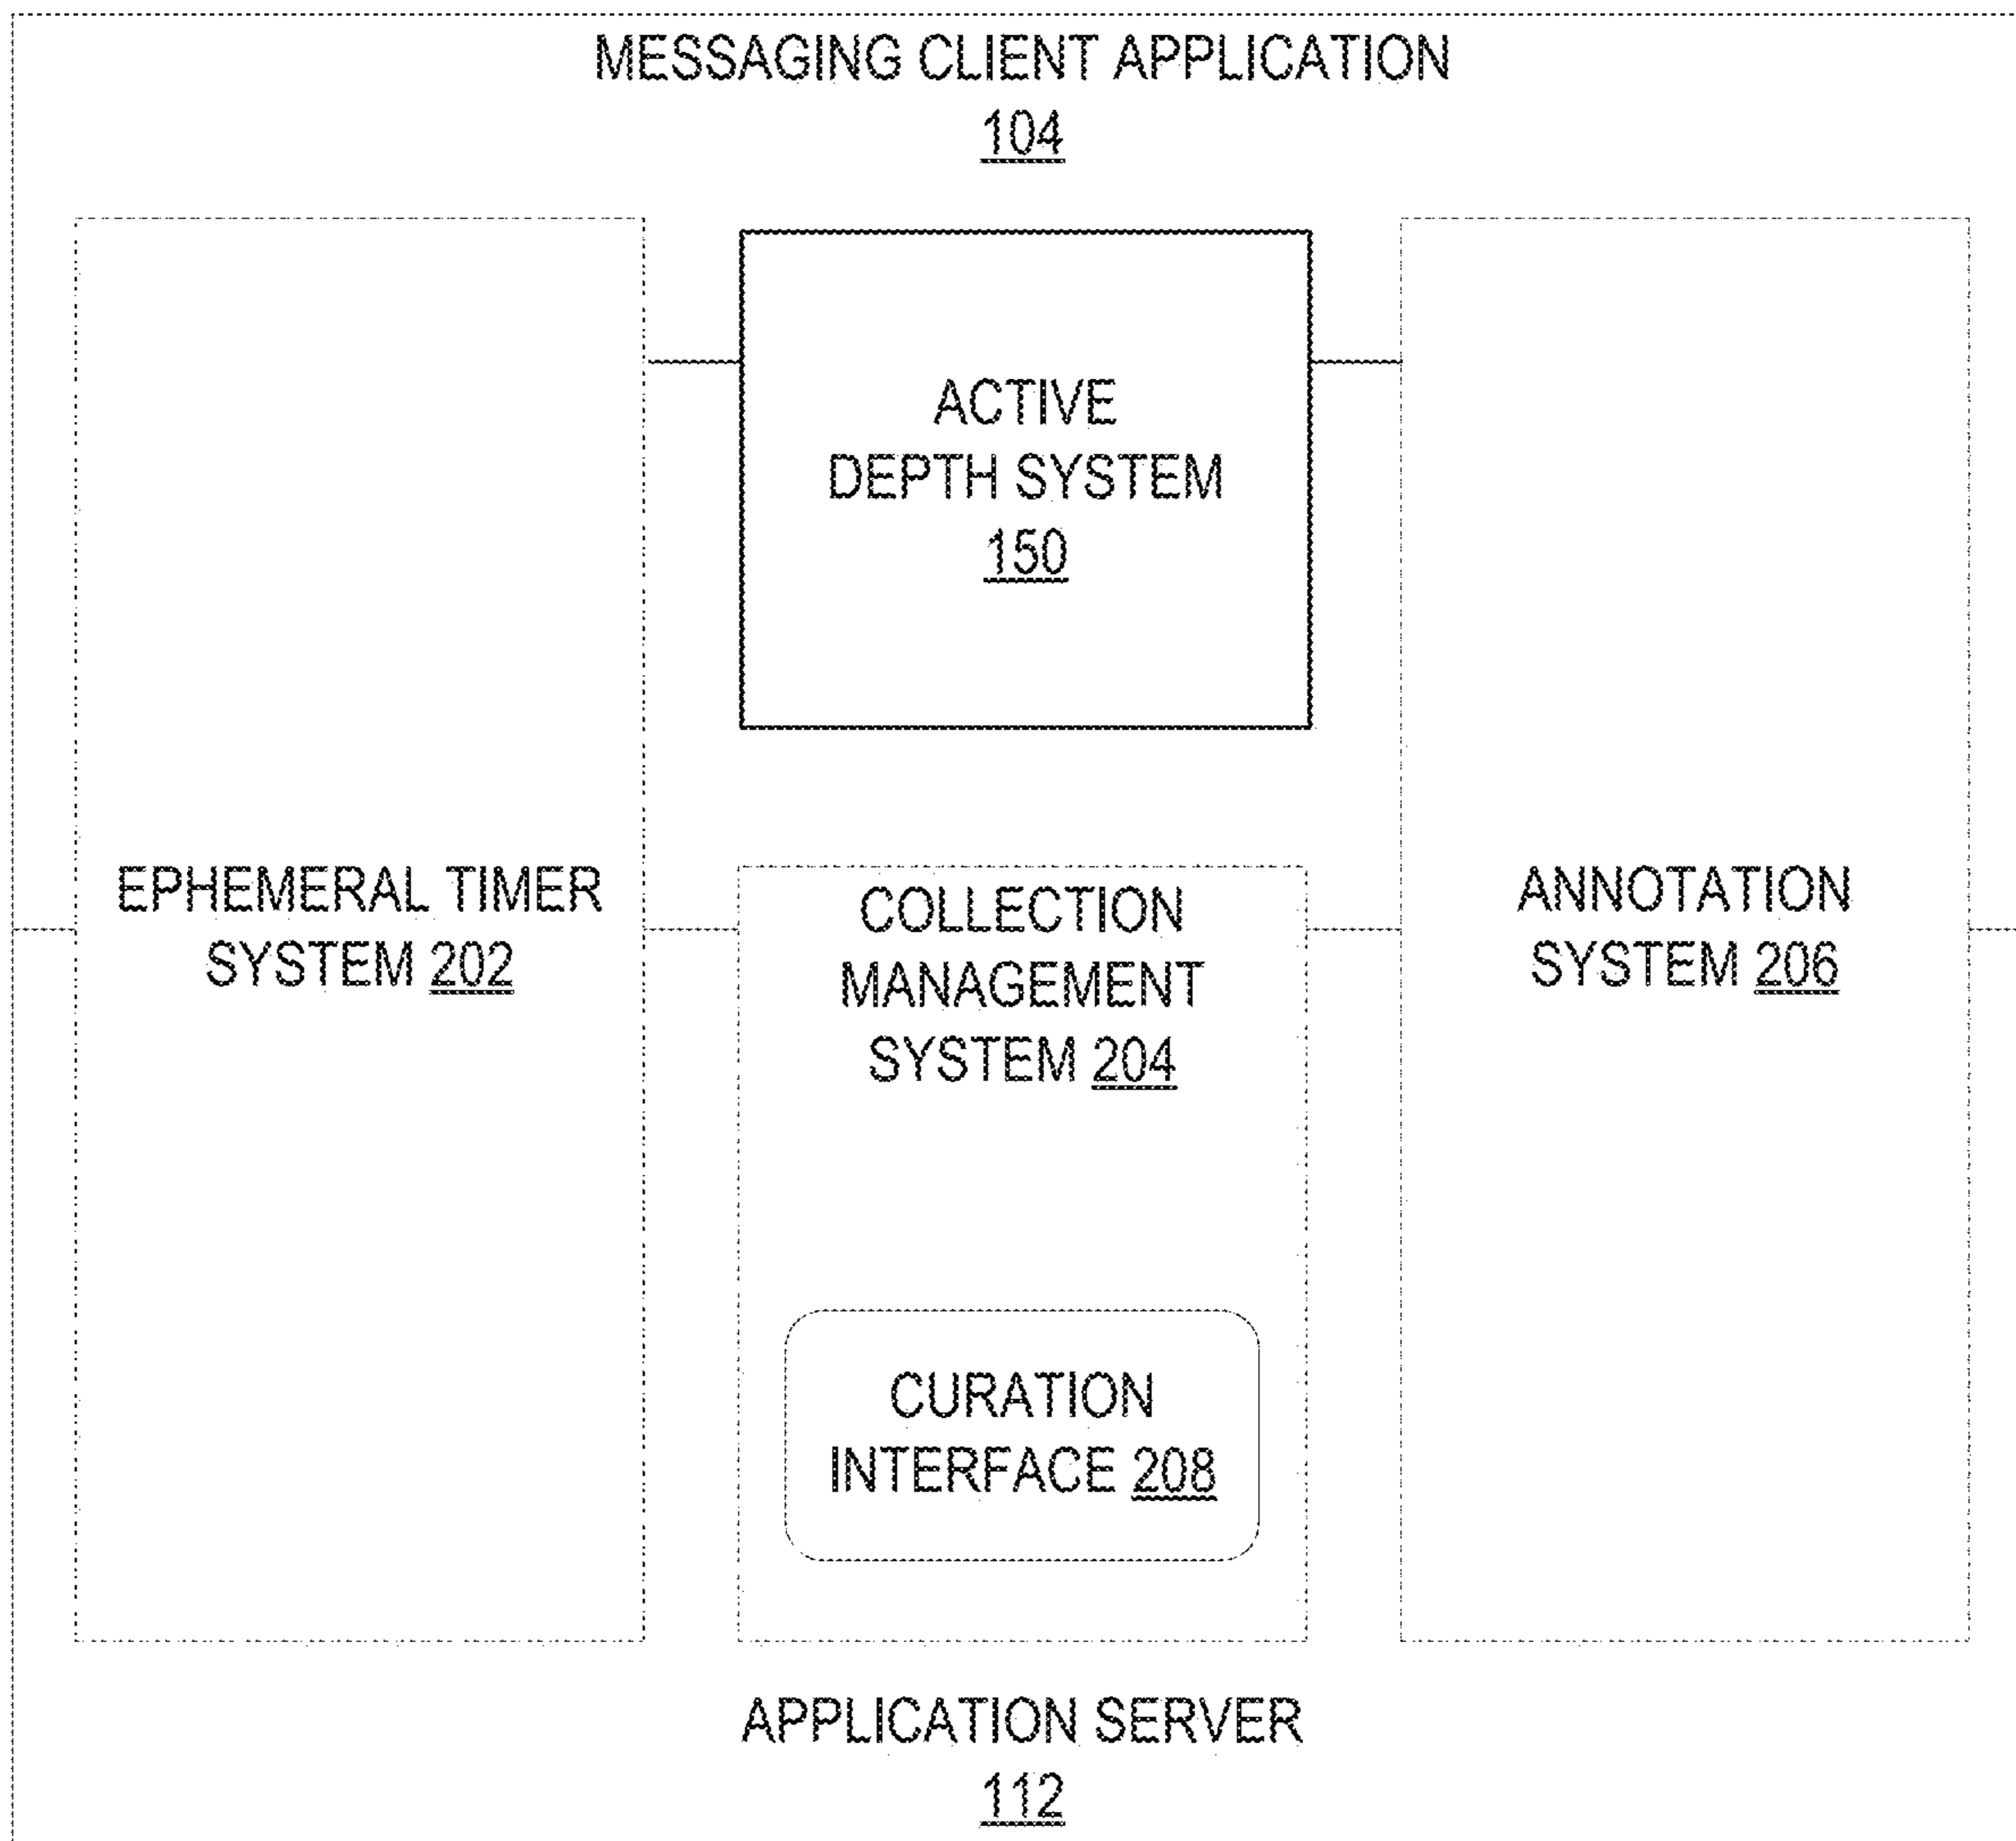 MESSAGING CLIENT APPLICATION
104
ACTIVE
DEPTH SYSTEM
150
EPHEMERAL TIMER
SYSTEM 202
COLLECTION
MANAGEMENT
SYSTEM 204
ANNOTATION
SYSTEM 206
CURATION
INTERFACE 208
APPLICATION SERVER
112